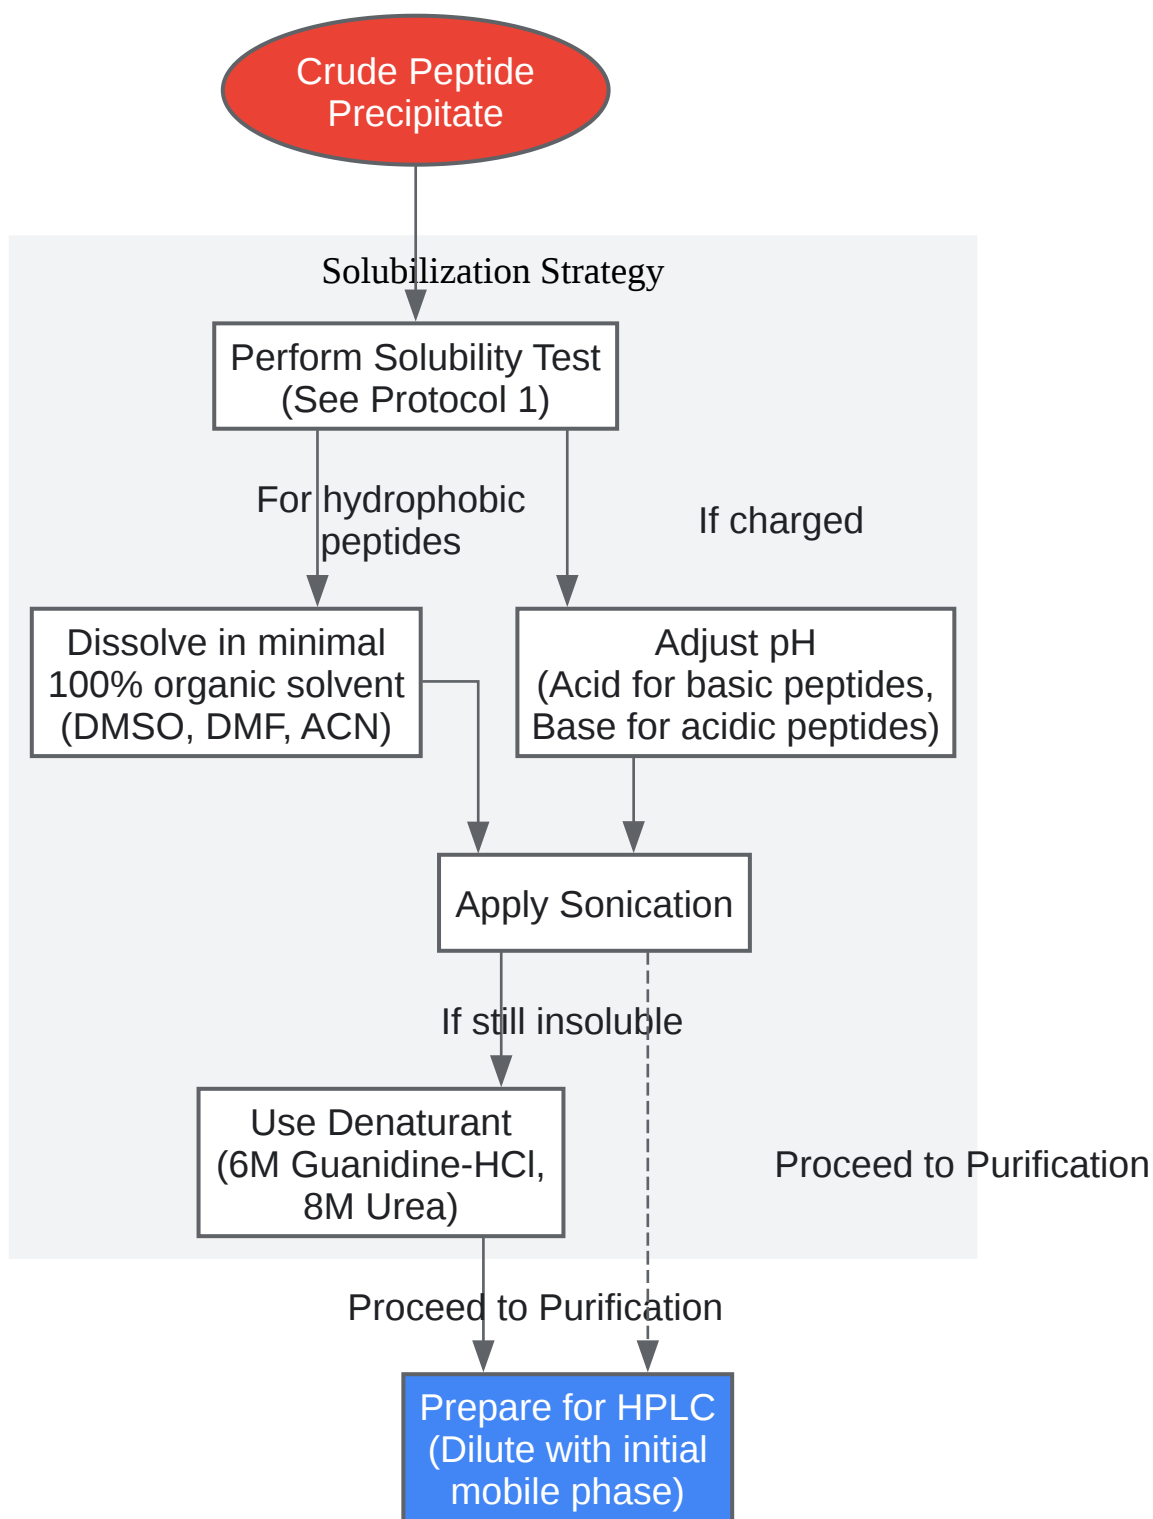 Crude Peptide
Precipitate
Solubilization Strategy
Perform Solubility Test
(See Protocol 1)
For hydrophobic
peptides
If charged
Dissolve in minimal
100% organic solvent
(DMSO, DMF, ACN)
Adjust pH
(Acid for basic peptides,
Base for acidic peptides)
Apply Sonication
If still insoluble
Use Denaturant
(6M Guanidine-HCl,
8M Urea)
Proceed to Purification
Proceed to Purification
Prepare for HPLC
(Dilute with initial
mobile phase)